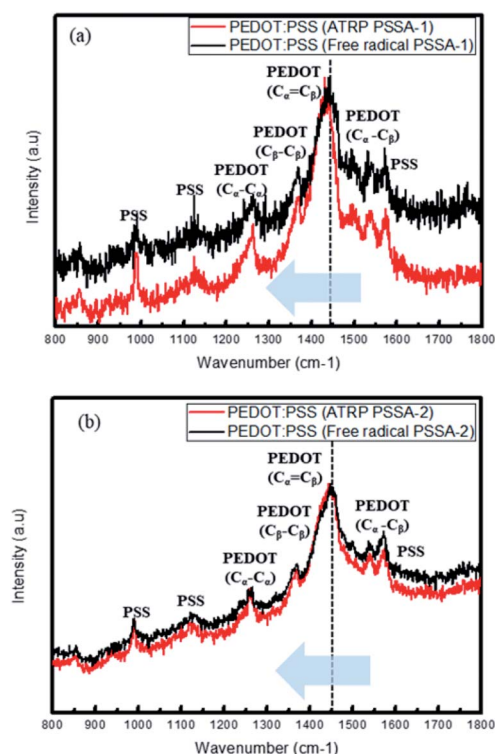 (a)
PEDOT:PSS (ATRP PSSA-1)
PEDOT:PSS (Free radical PSSA-1)
PEDOT
(Cα=Cβ)
PEDOT
(Cβ-Cβ)
PEDOT
(Cα-Cβ)
PSS
PEDOT
(Cα-Cα)
PSS
PSS
Intensity (a.u)
800 900 1000 1100 1200 1300 1400 1500 1600 1700 1800
Wavenumber (cm-1)
(b)
PEDOT:PSS (ATRP PSSA-2)
PEDOT:PSS (Free radical PSSA-2)
PEDOT
(Cα=Cβ)
PEDOT
(Cβ-Cβ)
PEDOT
(Cα-Cβ)
PSS
PEDOT
(Cα-Cα)
PSS
PSS
Intensity (a.u)
800 900 1000 1100 1200 1300 1400 1500 1600 1700 1800
Wavenumber (cm-1)